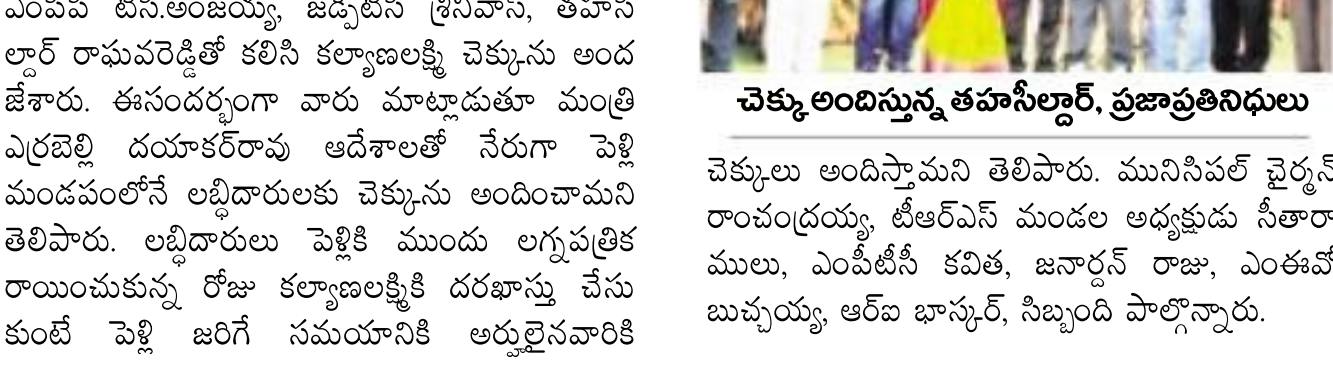 ఎంపీపీ టీసీ.అంజయ్య, జడ్పీటీసీ శ్రీనివాస్, తహసీ
ల్దార్ రాఘవరెడ్డితో కలిసి కల్యాణలక్ష్మి చెక్కును అంద
జేశారు. ఈసందర్భంగా వారు మాట్లాడుతూ మంత్రి
ఎర్రబెల్లి దయాకర్‌రావు ఆదేశాలతో నేరుగా పెళ్లి
మండపంలోనే లబ్ధిదారులకు చెక్కును అందించామని
తెలిపారు. లబ్ధిదారులు పెళ్లికి ముందు లగ్నపత్రిక
రాయించుకున్న రోజు కల్యాణలక్ష్మికి దరఖాస్తు చేసు
కుంటే పెళ్లి జరిగే సమయానికి అర్హులైనవారికి
చెక్కు అందిస్తున్న తహసీల్దార్, ప్రజాప్రతినిధులు
చెక్కులు అందిస్తామని తెలిపారు. మునిసిపల్ చైర్మన్
రాంచంద్రయ్య, టీఆర్ఎస్ మండల అధ్యక్షుడు సీతారా
ములు, ఎంపీటీసీ కవిత, జనార్దన్ రాజు, ఎంఈవో
బుచ్చయ్య, ఆర్ఐ భాస్కర్, సిబ్బంది పాల్గొన్నారు.